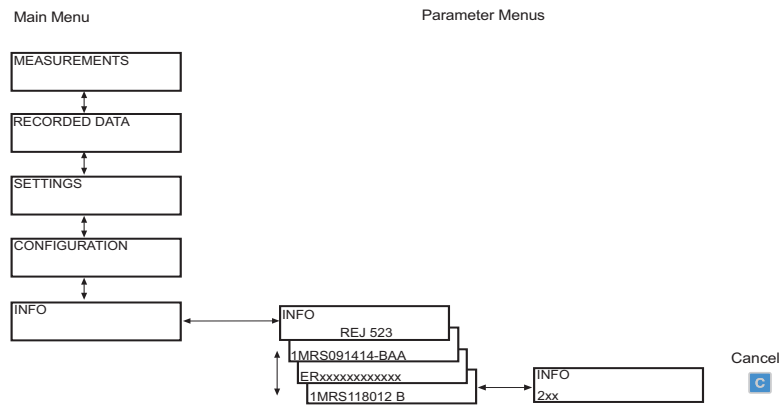 Main Menu
Parameter Menus
MEASUREMENTS
RECORDED DATA
SETTINGS
CONFIGURATION
INFO
INFO
REJ 523
1MRS091414-BAA
ERxxxxxxxxxxxx
1MRS118012 B
INFO
2xx
Cancel
C